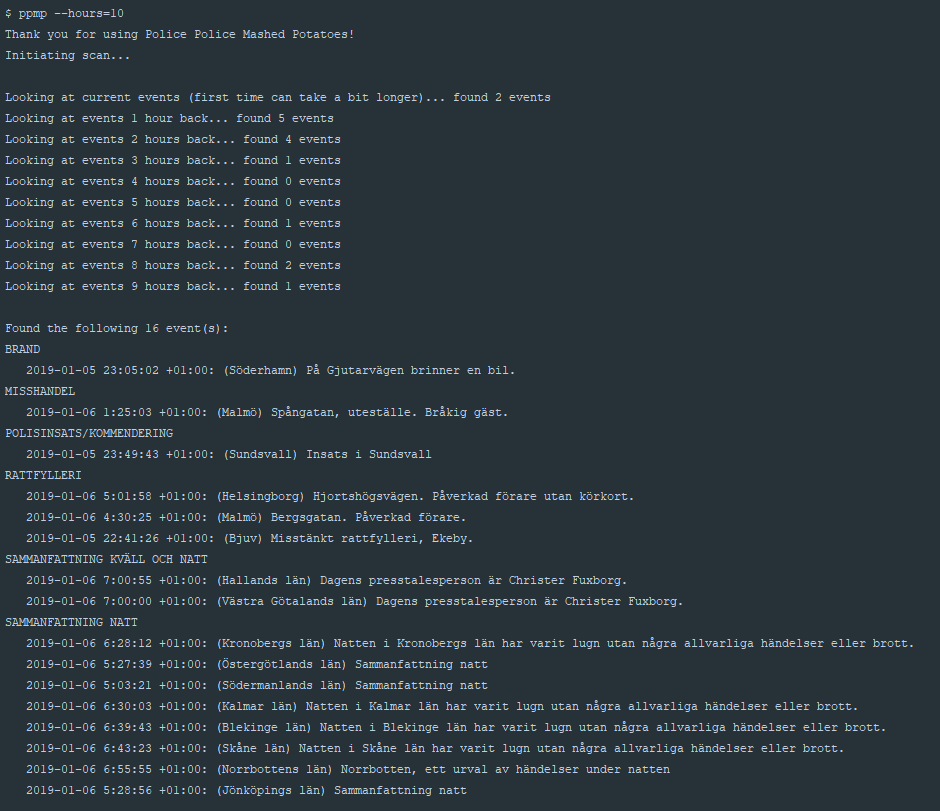 $ ppmp --hours=10
Thank you for using Police Police Mashed Potatoes!
Initiating scan...
Looking at current events (first time can take a bit longer)... found 2 events
Looking at events 1 hour back... found 5 events
Looking at events 2 hours back... found 4 events
Looking at events 3 hours back... found 1 events
Looking at events 4 hours back... found 0 events
Looking at events 5 hours back... found 0 events
Looking at events 6 hours back... found 1 events
Looking at events 7 hours back... found 0 events
Looking at events 8 hours back... found 2 events
Looking at events 9 hours back... found 1 events
Found the following 16 event(s):
BRAND
2019-01-05 23:05:02 +01:00: (Söderhamn) På Gjutarvägen brinner en bil.
MISSHANDEL
2019-01-06 1:25:03 +01:00: (Malmö) Spångatan, uteställe. Bråkig gäst.
POLISINSATS/KOMMENDERING
2019-01-05 23:49:43 +01:00: (Sundsvall) Insats i Sundsvall
RATTFYLLERI
2019-01-06 5:01:58 +01:00: (Helsingborg) Hjortshögsvägen. Påverkad förare utan körkort.
2019-01-06 4:30:25 +01:00: (Malmö) Bergsgatan. Påverkad förare.
2019-01-05 22:41:26 +01:00: (Bjuv) Misstänkt rattfylleri, Ekeby.
SAMMANFATTNING KVÄLL OCH NATT
2019-01-06 7:00:55 +01:00: (Hallands län) Dagens presstalesperson är Christer Fuxborg.
2019-01-06 7:00:00 +01:00: (Västra Götalands län) Dagens presstalesperson är Christer Fuxborg.
SAMMANFATTNING NATT
2019-01-06 6:28:12 +01:00: (Kronobergs län) Natten i Kronobergs län har varit lugn utan några allvarliga händelser eller brott.
2019-01-06 5:27:39 +01:00: (Östergötlands län) Sammanfattning natt
2019-01-06 5:03:21 +01:00: (Södermanlands län) Sammanfattning natt
2019-01-06 6:30:03 +01:00: (Kalmar län) Natten i Kalmar län har varit lugn utan några allvarliga händelser eller brott.
2019-01-06 6:39:43 +01:00: (Blekinge län) Natten i Blekinge län har varit lugn utan några allvarliga händelser eller brott.
2019-01-06 6:43:23 +01:00: (Skåne län) Natten i Skåne län har varit lugn utan några allvarliga händelser eller brott.
2019-01-06 6:55:55 +01:00: (Norrbottens län) Norrbotten, ett urval av händelser under natten
2019-01-06 5:28:56 +01:00: (Jönköpings län) Sammanfattning natt